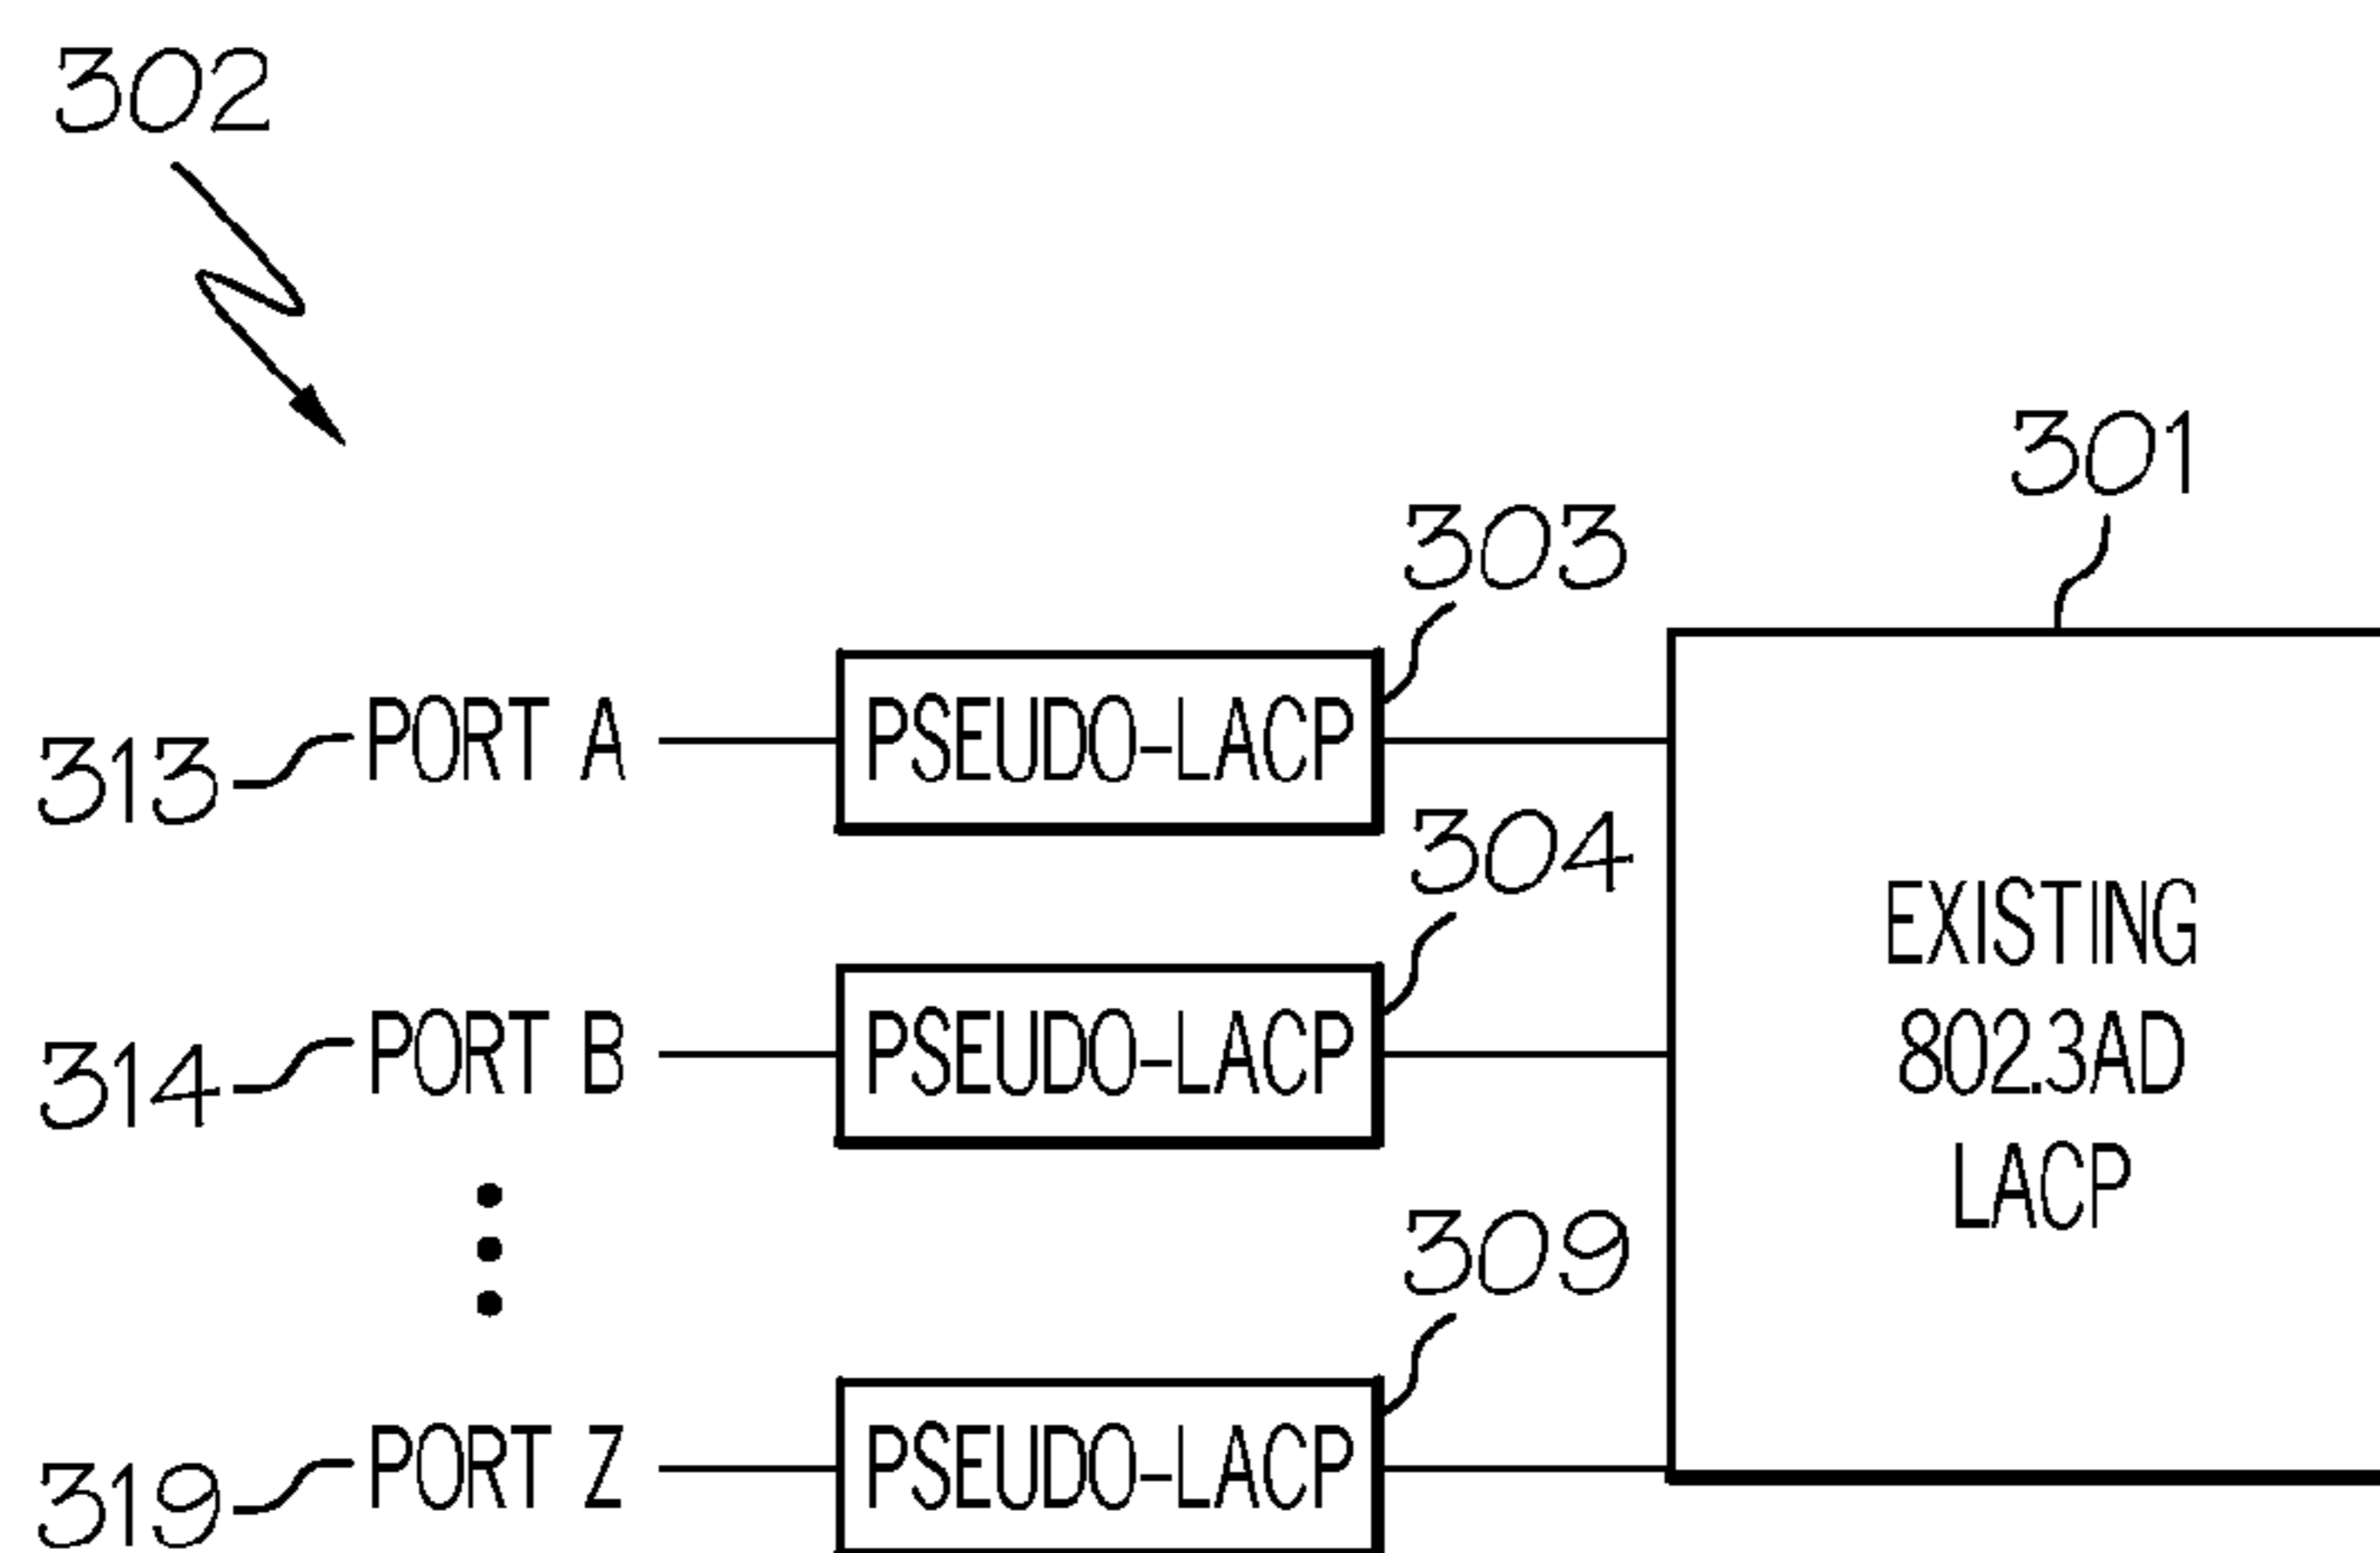 302
301
303
313 PORT A PSEUDO-LACP
304
EXISTING
314 PORT B PSEUDO-LACP
802.3AD
LACP
309
319 PORT Z PSEUDO-LACP